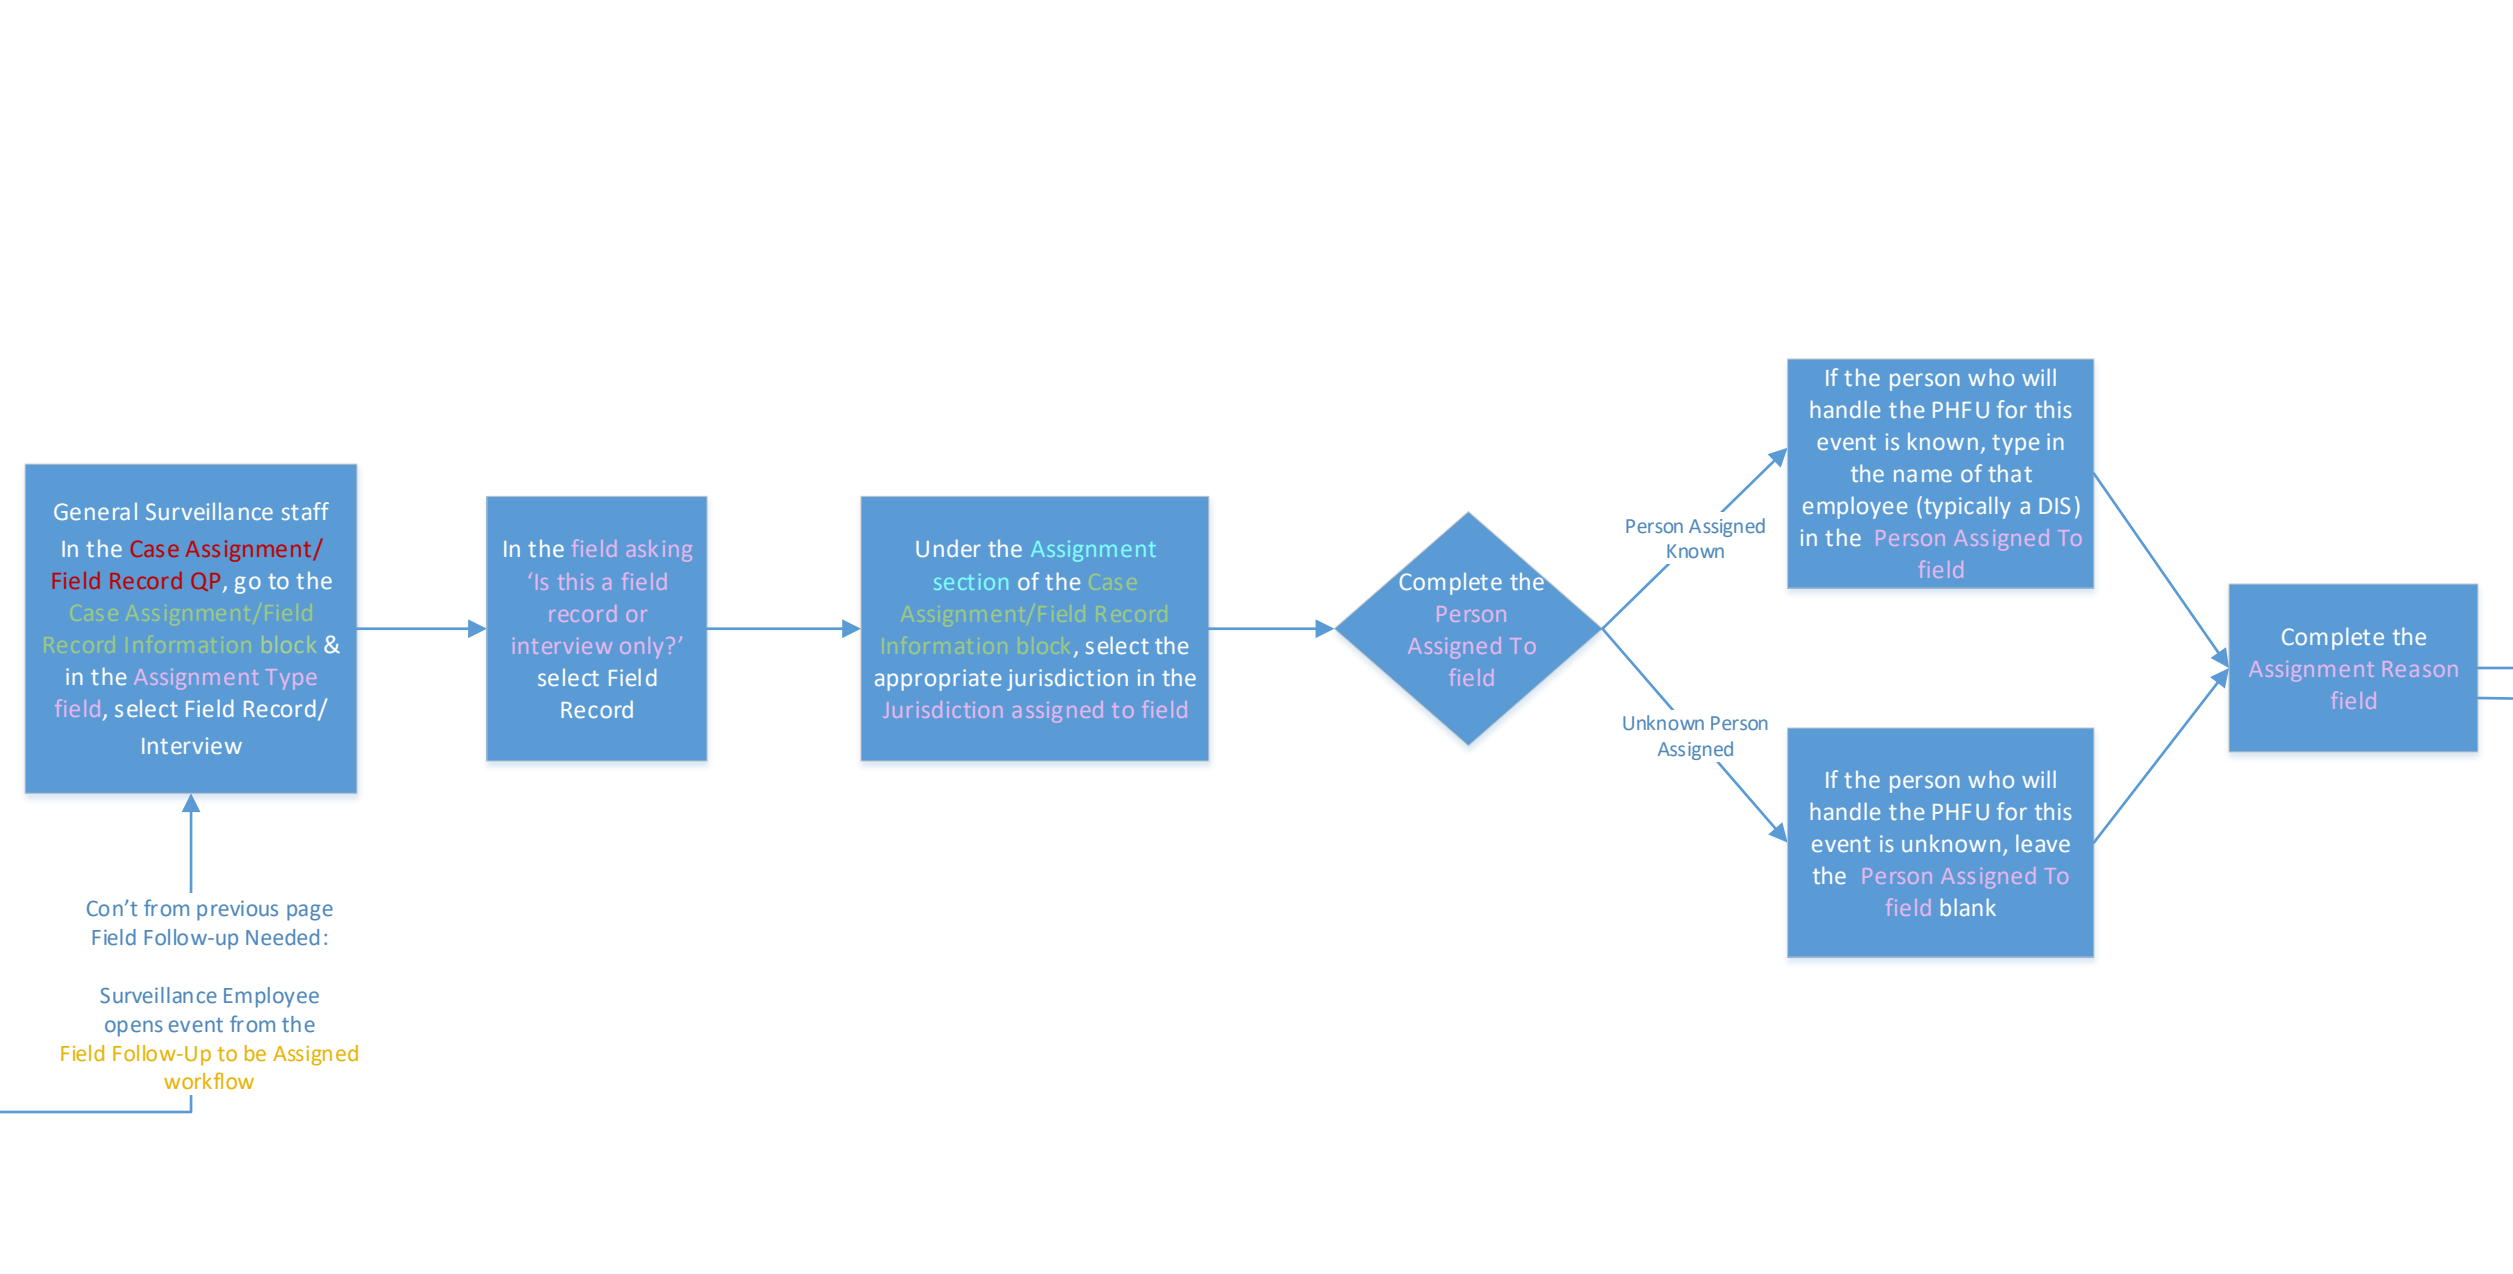 General Surveillance staff
In the Case Assignment/
Field Record QP, go to the
Case Assignment/Field
Record Information block &
in the Assignment Type
field, select Field Record/
Interview
Con't from previous page
Field Follow-up Needed:
Surveillance Employee
opens event from the
Field Follow-Up to be Assigned
workflow
In the field asking
‘Is this a field
record or
interview only?’
select Field
Record
Under the Assignment
section of the Case
Assignment/Field Record
Information block, select the
appropriate jurisdiction in the
Jurisdiction assigned to field
Complete the
Person
Assigned To
field
Person Assigned
Known
Unknown Person
Assigned
If the person who will
handle the PHFU for this
event is known, type in
the name of that
employee (typically a DIS)
in the Person Assigned To
field
If the person who will
handle the PHFU for this
event is unknown, leave
the Person Assigned To
field blank
Complete the
Assignment Reason
field